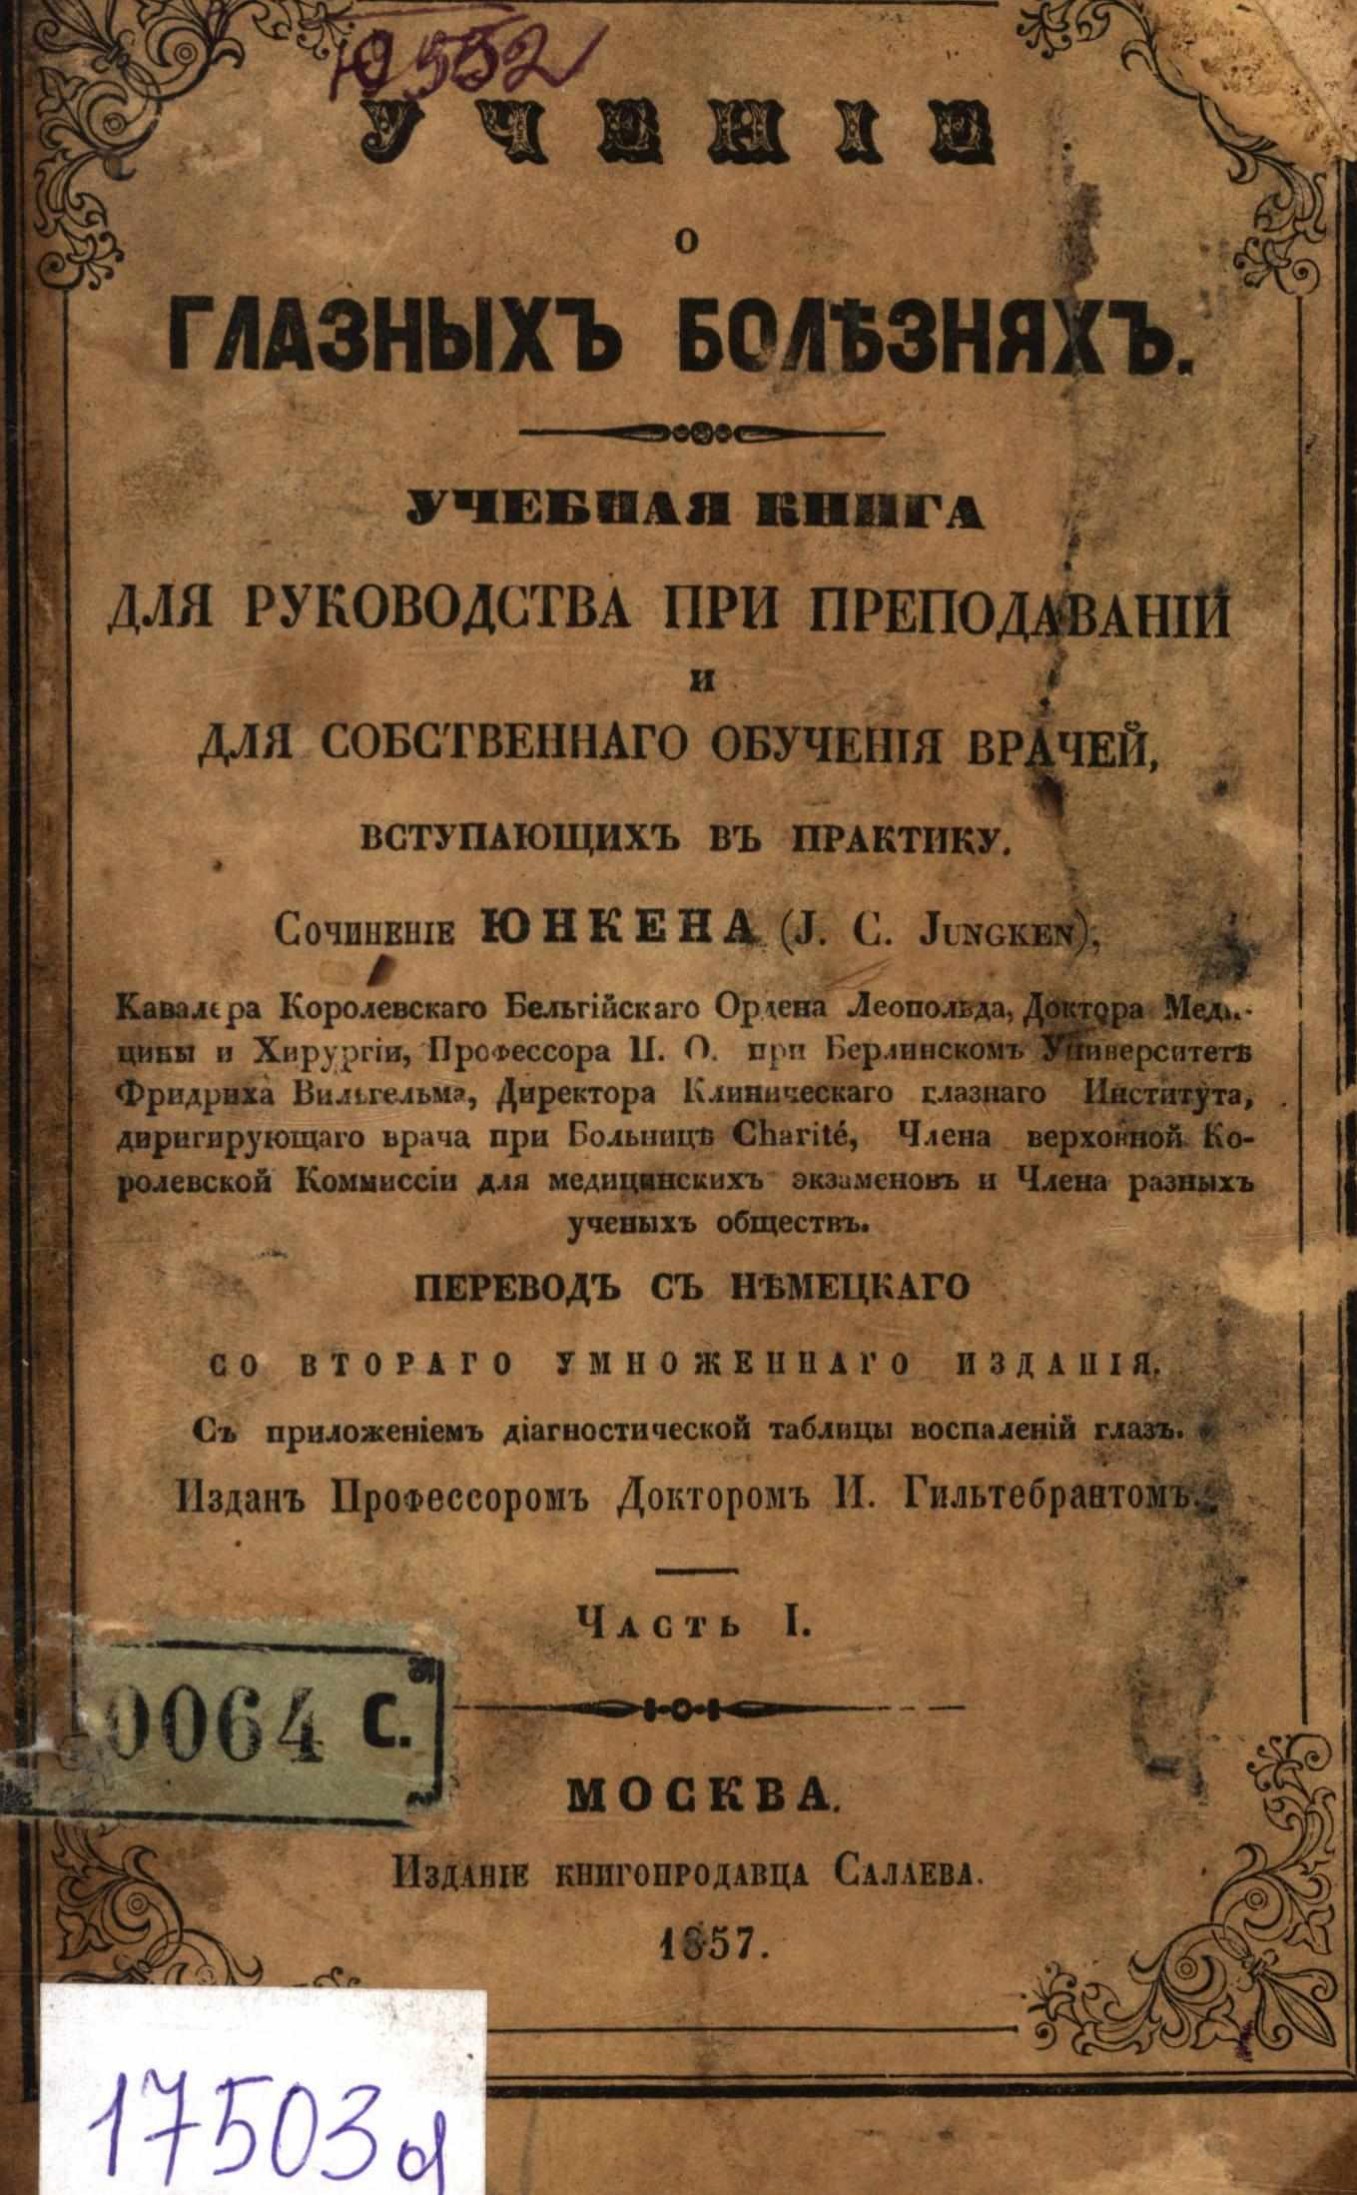 Ю552
УЧЕНІЕ
О
ГЛАЗНЫХЪ БОЛѢЗНЯХЪ.
УЧЕБНАЯ КНИГА
ДЛЯ РУКОВОДСТВА ПРИ ПРЕПОДАВАНІИ
И
ДЛЯ СОБСТВЕННАГО ОБУЧЕНІЯ ВРАЧЕЙ,
ВСТУПАЮЩИХЪ ВЪ ПРАКТИКУ.
Сочиненіе ЮНКЕНА (J. C. Jungken),
Кавалера Королевскаго Бельгійскаго Ордена Леопольда, Доктора Меди-
цины и Хирургіи, Профессора П. О. при Берлинскомъ Университетѣ
Фридриха Вильгельма, Директора Клиническаго глазнаго Института,
диригирующаго врача при Больницѣ Charité, Члена верховной Ко-
ролевской Коммиссіи для медицинскихъ экзаменовъ и Члена разныхъ
ученыхъ обществъ.
ПЕРЕВОДЪ СЪ НѢМЕЦКАГО
СО ВТОРАГО УМНОЖЕННАГО ИЗДАНІЯ.
Съ приложеніемъ діагностической таблицы воспаленій глазъ.
Изданъ Профессоромъ Докторомъ И. Гильтебрантомъ.
Часть I.
0064 С.
МОСКВА.
Изданіе книгопродавца Салаева.
1857.
17503д